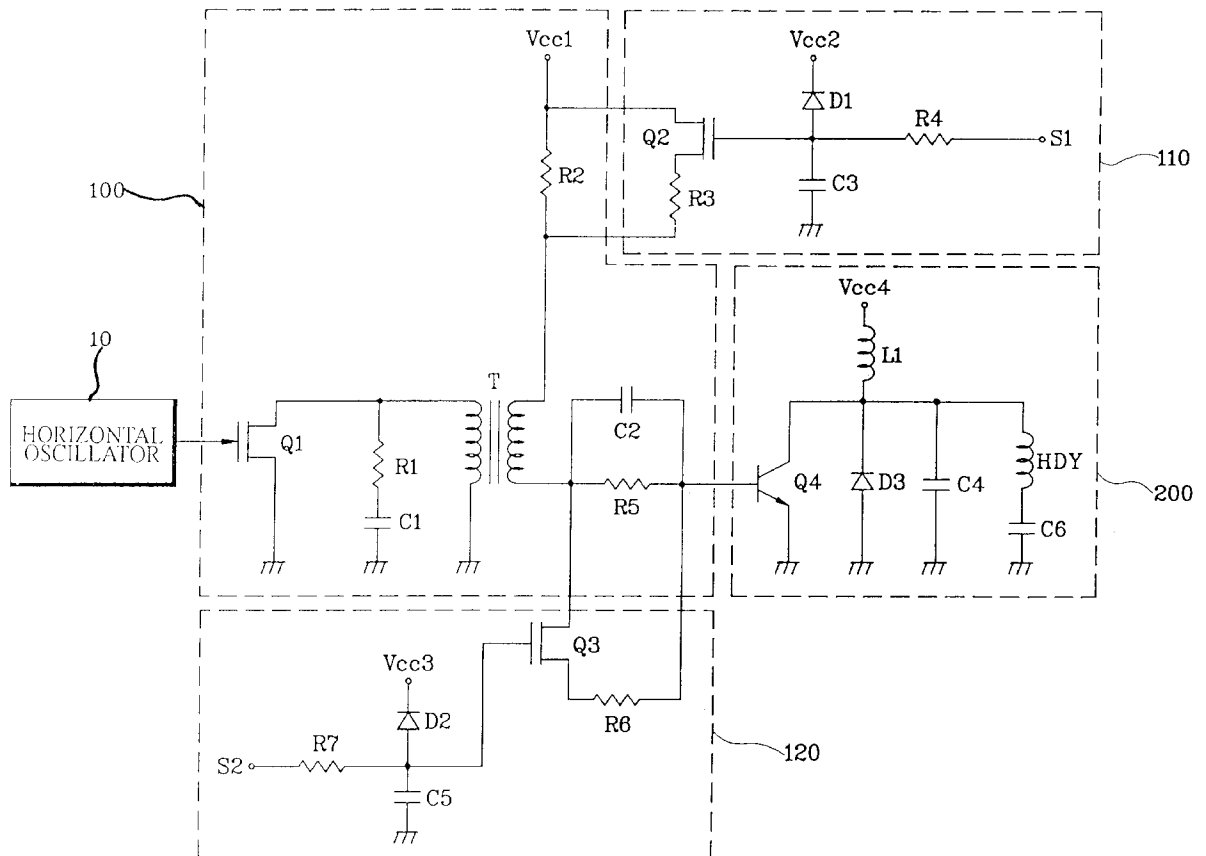 Vcc1
Vcc2
D1
R4
S1
Q2
110
R2
R3
C3
100
Vcc4
L1
10
T
HORIZONTAL
OSCILLATOR
Q1
C2
R1
R5
Q4
D3
C4
HDY
200
C1
C6
Q3
Vcc3
D2
R6
R7
120
S2
C5